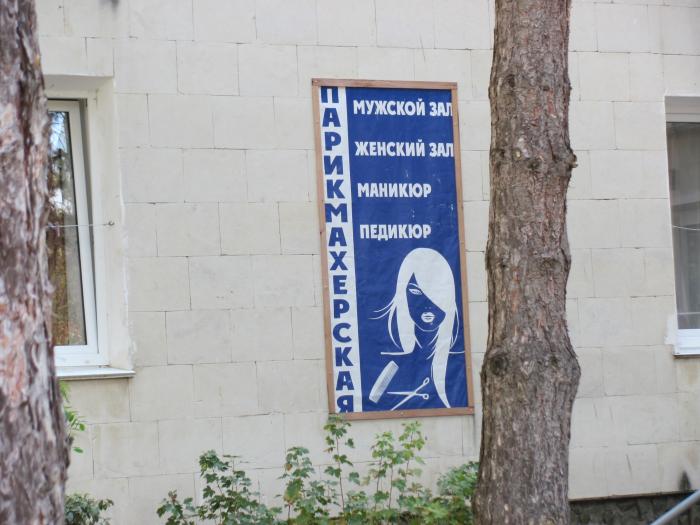 ПАРИКМАХЕРСКАЯ
МУЖСКОЙ ЗАЛ
ЖЕНСКИЙ ЗАЛ
МАНИКЮР
ПЕДИКЮР